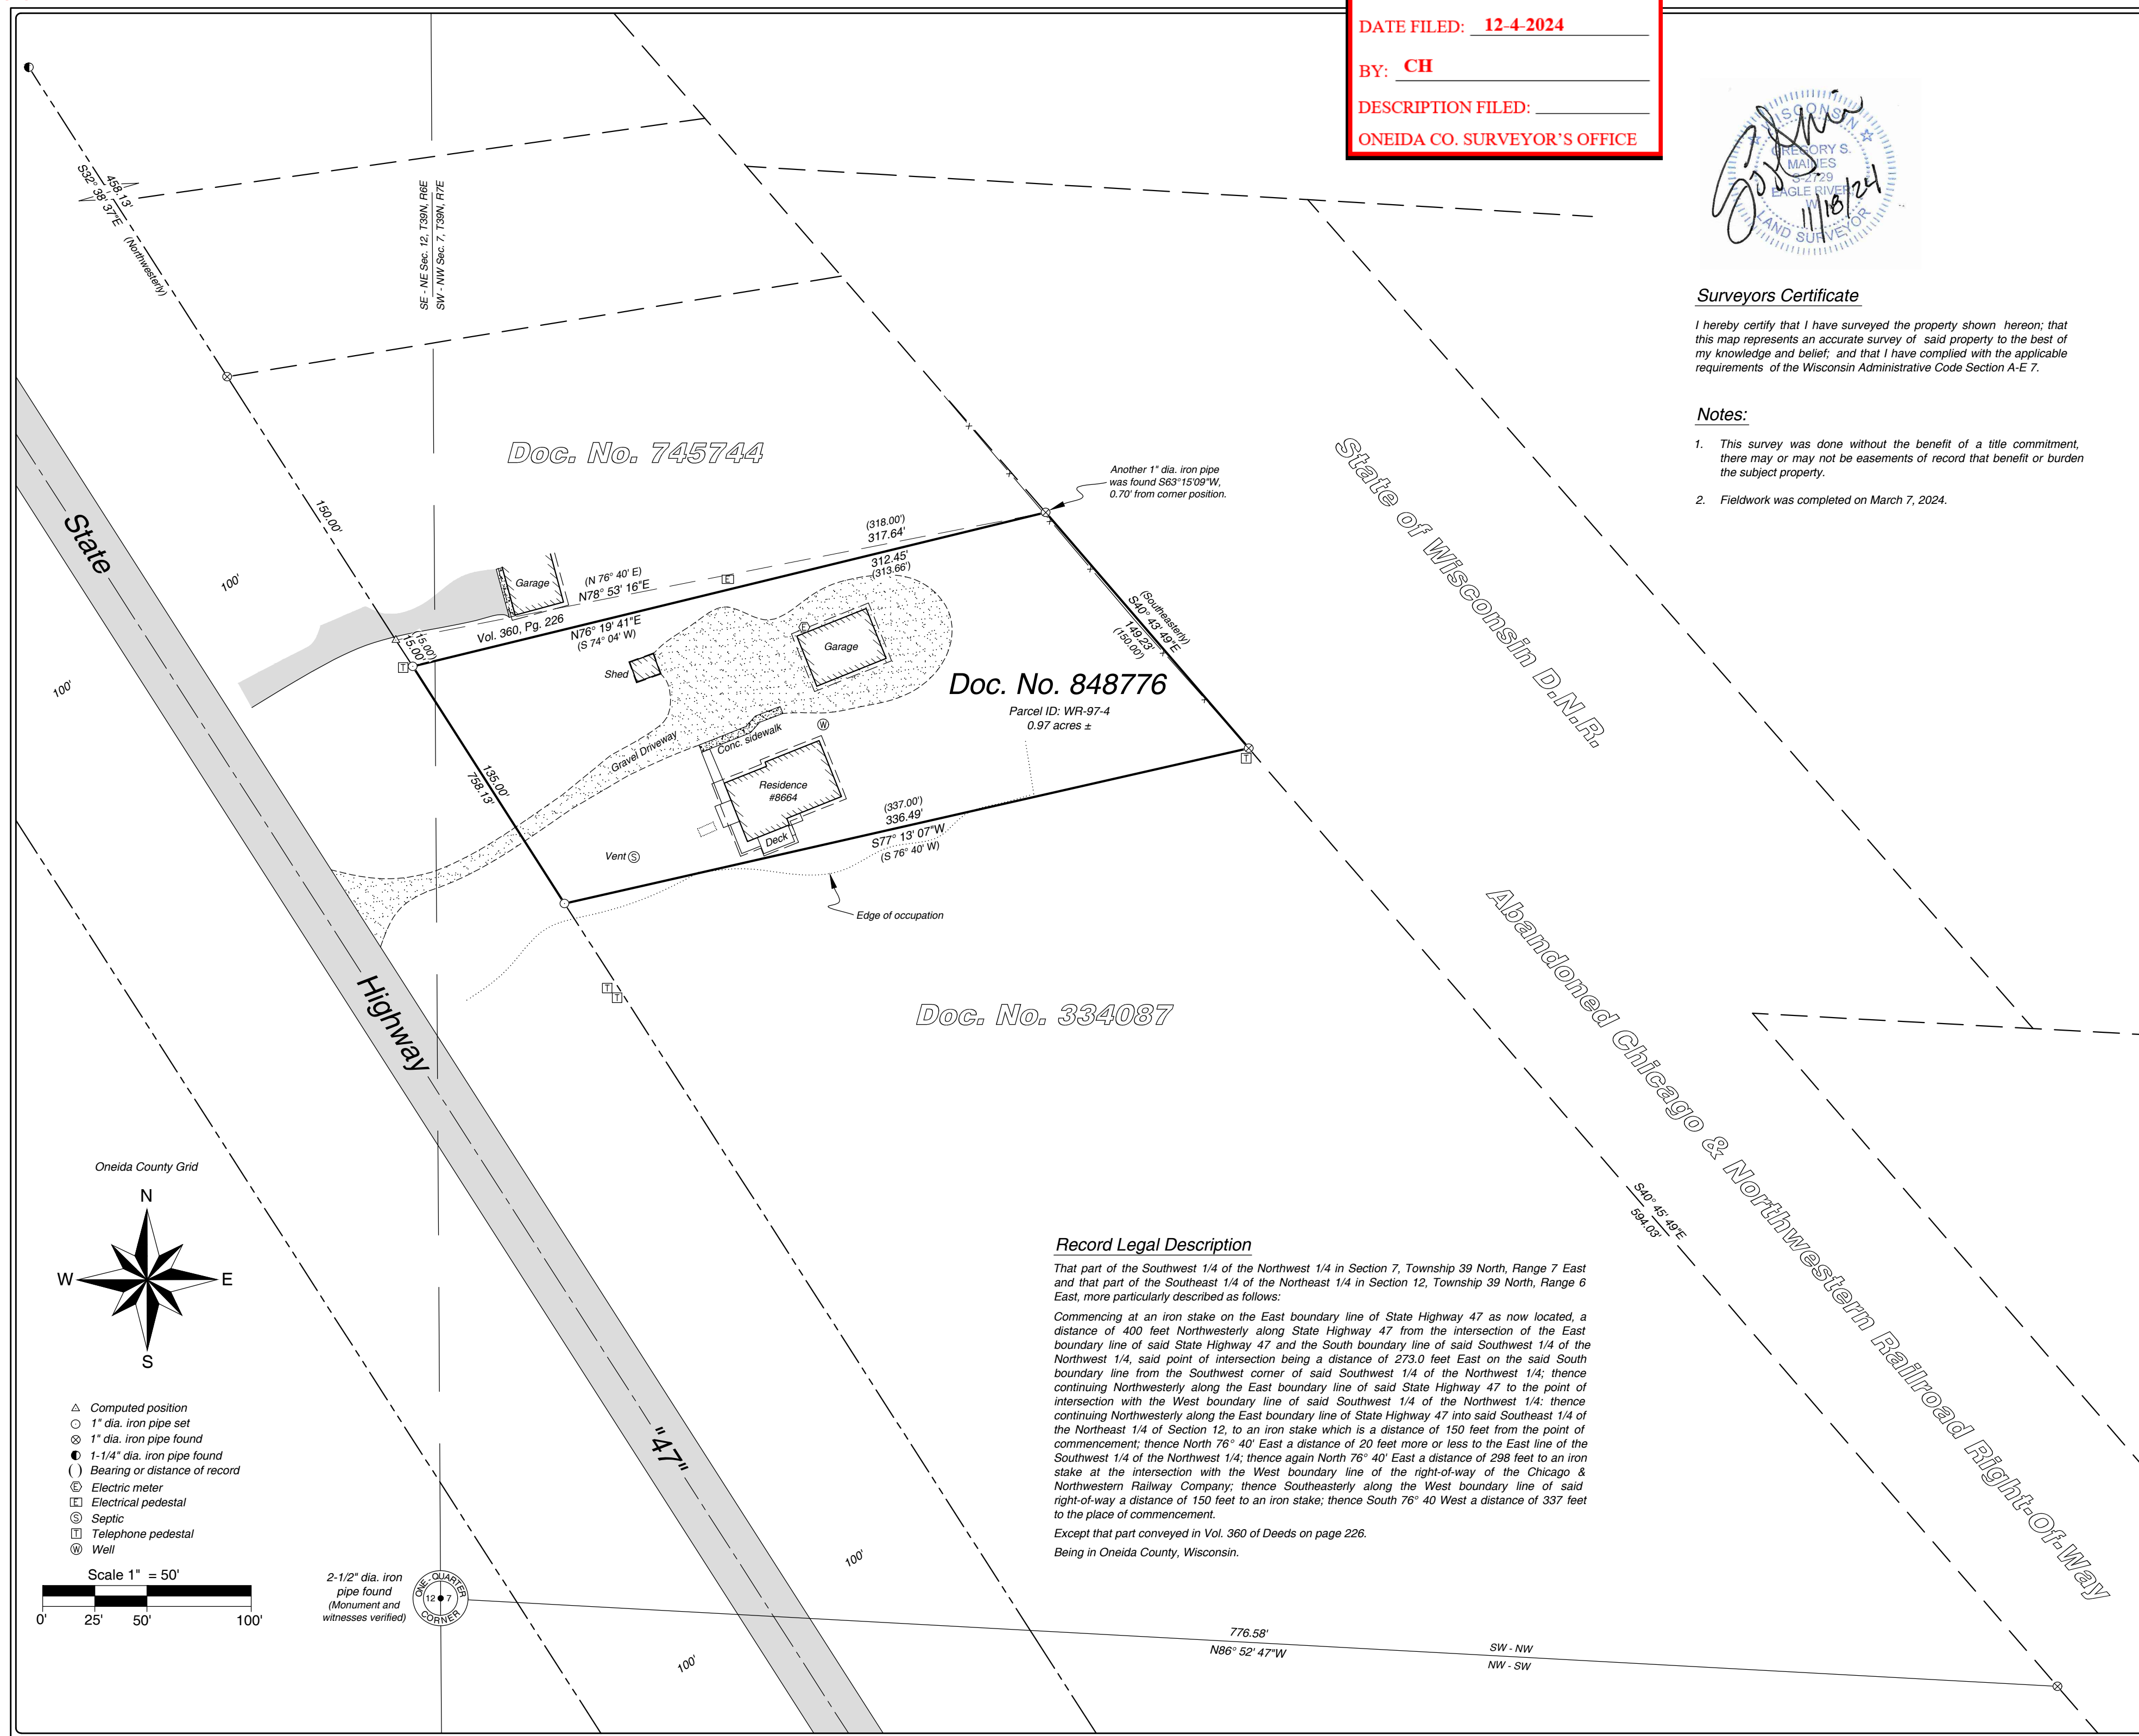 DATE FILED: 12-4-2024
BY: CH
DESCRIPTION FILED:
ONEIDA CO. SURVEYOR'S OFFICE
WISCONSIN
GREGORY S.
MAINES
S-2729
EAGLE RIVER,
WI
LAND SURVEYOR
11/18/24
Surveyors Certificate
I hereby certify that I have surveyed the property shown hereon; that
this map represents an accurate survey of said property to the best of
my knowledge and belief; and that I have complied with the applicable
requirements of the Wisconsin Administrative Code Section A-E 7.
Notes:
1. This survey was done without the benefit of a title commitment,
there may or may not be easements of record that benefit or burden
the subject property.
2. Fieldwork was completed on March 7, 2024.
458.13'
S32° 38' 37"E
(Northwesterly)
SE - NE Sec. 12, T39N, R6E
SW - NW Sec. 7, T39N, R7E
Doc. No. 745744
150.00'
100'
100'
State
Highway
"47"
Another 1" dia. iron pipe
was found S63°15'09"W,
0.70' from corner position.
(318.00')
317.64'
312.45'
(313.66')
(N 76° 40' E)
N78° 53' 16"E
Vol. 360, Pg. 226
N76° 19' 41"E
(S 74° 04' W)
Garage
(15.00')
15.00'
T
E
E
Shed
Garage
(Southeasterly)
S40° 43' 49"E
149.23'
(150.00')
Doc. No. 848776
Parcel ID: WR-97-4
0.97 acres ±
W
Conc. sidewalk
Gravel Driveway
Residence
#8664
Deck
Vent S
135.00'
758.13'
(337.00')
336.49'
S77° 13' 07"W
(S 76° 40' W)
T
Edge of occupation
T
T
Doc. No. 334087
State of Wisconsin D.N.R.
Abandoned Chicago & Northwestern Railroad Right-Of-Way
S40° 45' 49"E
594.03'
Oneida County Grid
N
W E
S
Computed position
1" dia. iron pipe set
1" dia. iron pipe found
1-1/4" dia. iron pipe found
( ) Bearing or distance of record
E Electric meter
E Electrical pedestal
S Septic
T Telephone pedestal
W Well
Scale 1" = 50'
0' 25' 50' 100'
2-1/2" dia. iron
pipe found
(Monument and
witnesses verified)
ONE-QUARTER
12 7
CORNER
100'
100'
776.58'
N86° 52' 47"W
SW - NW
NW - SW
Record Legal Description
That part of the Southwest 1/4 of the Northwest 1/4 in Section 7, Township 39 North, Range 7 East
and that part of the Southeast 1/4 of the Northeast 1/4 in Section 12, Township 39 North, Range 6
East, more particularly described as follows:
Commencing at an iron stake on the East boundary line of State Highway 47 as now located, a
distance of 400 feet Northwesterly along State Highway 47 from the intersection of the East
boundary line of said State Highway 47 and the South boundary line of said Southwest 1/4 of the
Northwest 1/4, said point of intersection being a distance of 273.0 feet East on the said South
boundary line from the Southwest corner of said Southwest 1/4 of the Northwest 1/4; thence
continuing Northwesterly along the East boundary line of said State Highway 47 to the point of
intersection with the West boundary line of said Southwest 1/4 of the Northwest 1/4: thence
continuing Northwesterly along the East boundary line of State Highway 47 into said Southeast 1/4 of
the Northeast 1/4 of Section 12, to an iron stake which is a distance of 150 feet from the point of
commencement; thence North 76° 40' East a distance of 20 feet more or less to the East line of the
Southwest 1/4 of the Northwest 1/4; thence again North 76° 40' East a distance of 298 feet to an iron
stake at the intersection with the West boundary line of the right-of-way of the Chicago &
Northwestern Railway Company; thence Southeasterly along the West boundary line of said
right-of-way a distance of 150 feet to an iron stake; thence South 76° 40 West a distance of 337 feet
to the place of commencement.
Except that part conveyed in Vol. 360 of Deeds on page 226.
Being in Oneida County, Wisconsin.